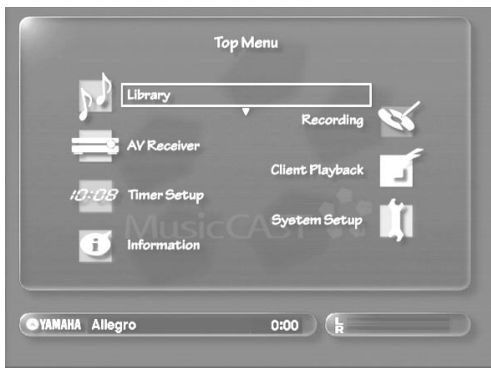 Top Menu
Library
Recording
AV Receiver
Client Playback
10:08 Timer Setup
System Setup
MusicCAST
i Information
YAMAHA Allegro 0:00 L
R